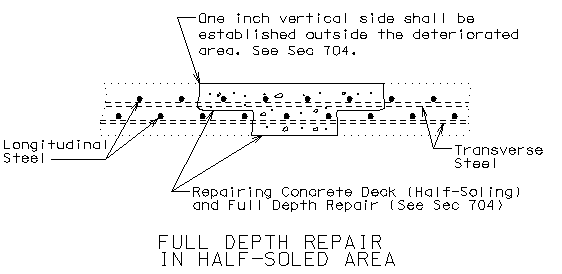 One inch vertical side shall be
established outside the deteriorated
area. See Sec 704.
Longitudinal
Steel
Transverse
Steel
Repairing Concrete Deck (Half-Soling)
and Full Depth Repair (See Sec 704)
FULL DEPTH REPAIR
IN HALF-SOLED AREA